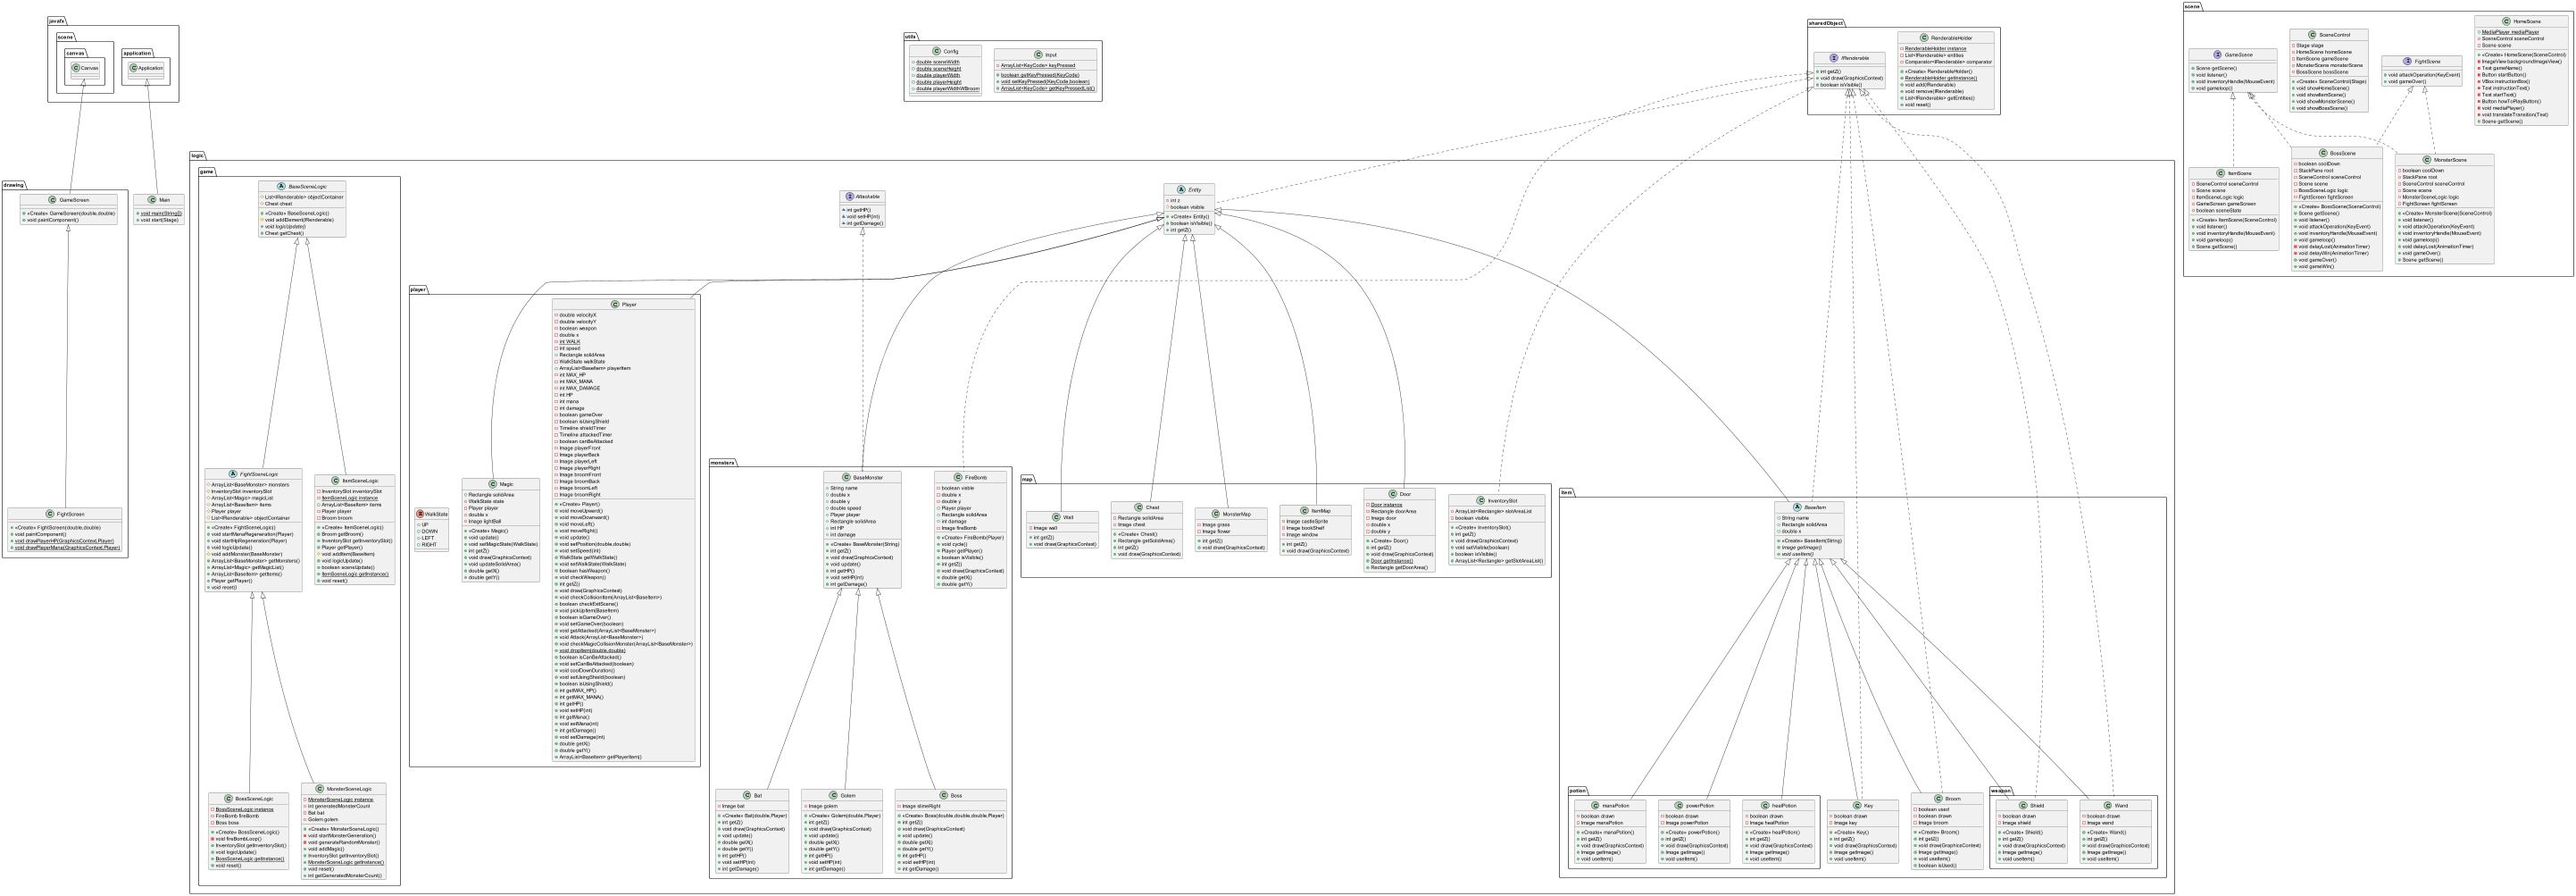 javafx
scene
canvas
Canvas
application
Application
drawing
GameScreen
«Create» GameScreen(double,double)
void paintComponent()
FightScreen
«Create» FightScreen(double,double)
void paintComponent()
void drawPlayerHP(GraphicsContext,Player)
void drawPlayerMana(GraphicsContext,Player)
Main
void main(String[])
void start(Stage)
utils
Config
double sceneWidth
double sceneHeight
double playerWidth
double playerHeight
double playerWidthWBroom
Input
ArrayList<KeyCode> keyPressed
boolean getKeyPressed(KeyCode)
void setKeyPressed(KeyCode,boolean)
ArrayList<KeyCode> getKeyPressedList()
sharedObject
IRenderable
int getZ()
void draw(GraphicsContext)
boolean isVisible()
RenderableHolder
RenderableHolder instance
List<IRenderable> entities
Comparator<IRenderable> comparator
«Create» RenderableHolder()
RenderableHolder getInstance()
void add(IRenderable)
void remove(IRenderable)
List<IRenderable> getEntities()
void reset()
scene
GameScene
Scene getScene()
void listener()
void inventoryHandle(MouseEvent)
void gameloop()
SceneControl
Stage stage
HomeScene homeScene
ItemScene gameScene
MonsterScene monsterScene
BossScene bossScene
«Create» SceneControl(Stage)
void showHomeScene()
void showItemScene()
void showMonsterScene()
void showBossScene()
FightScene
void attackOperation(KeyEvent)
void gameOver()
HomeScene
MediaPlayer mediaPlayer
SceneControl sceneControl
Scene scene
«Create» HomeScene(SceneControl)
ImageView backgroundImageView()
Text gameName()
Button startButton()
VBox instructionBox()
Text instructionText()
Text startText()
Button howToPlayButton()
void mediaPlayer()
void translateTransition(Text)
Scene getScene()
ItemScene
SceneControl sceneControl
Scene scene
ItemSceneLogic logic
GameScreen gameScreen
boolean sceneState
«Create» ItemScene(SceneControl)
void listener()
void inventoryHandle(MouseEvent)
void gameloop()
Scene getScene()
BossScene
boolean coolDown
StackPane root
SceneControl sceneControl
Scene scene
BossSceneLogic logic
FightScreen fightScreen
«Create» BossScene(SceneControl)
Scene getScene()
void listener()
void attackOperation(KeyEvent)
void inventoryHandle(MouseEvent)
void gameloop()
void delayLost(AnimationTimer)
void delayWin(AnimationTimer)
void gameOver()
void gameWin()
MonsterScene
boolean coolDown
StackPane root
SceneControl sceneControl
Scene scene
MonsterSceneLogic logic
FightScreen fightScreen
«Create» MonsterScene(SceneControl)
void listener()
void attackOperation(KeyEvent)
void inventoryHandle(MouseEvent)
void gameloop()
void delayLost(AnimationTimer)
void gameOver()
Scene getScene()
logic
game
BaseSceneLogic
List<IRenderable> objectContainer
Chest chest
«Create» BaseSceneLogic()
void addElement(IRenderable)
void logicUpdate()
Chest getChest()
FightSceneLogic
ArrayList<BaseMonster> monsters
InventorySlot inventorySlot
ArrayList<Magic> magicList
ArrayList<BaseItem> items
Player player
List<IRenderable> objectContainer
«Create» FightSceneLogic()
void startManaRegeneration(Player)
void startHpRegeneration(Player)
void logicUpdate()
void addMonster(BaseMonster)
ArrayList<BaseMonster> getMonsters()
ArrayList<Magic> getMagicList()
ArrayList<BaseItem> getItems()
Player getPlayer()
void reset()
ItemSceneLogic
InventorySlot inventorySlot
ItemSceneLogic instance
ArrayList<BaseItem> items
Player player
Broom broom
«Create» ItemSceneLogic()
Broom getBroom()
InventorySlot getInventorySlot()
Player getPlayer()
void addItem(BaseItem)
void logicUpdate()
boolean sceneUpdate()
ItemSceneLogic getInstance()
void reset()
BossSceneLogic
BossSceneLogic instance
FireBomb fireBomb
Boss boss
«Create» BossSceneLogic()
void fireBombLoop()
InventorySlot getInventorySlot()
void logicUpdate()
BossSceneLogic getInstance()
void reset()
MonsterSceneLogic
MonsterSceneLogic instance
int generatedMonsterCount
Bat bat
Golem golem
«Create» MonsterSceneLogic()
void startMonsterGeneration()
void generateRandomMonster()
void addMagic()
InventorySlot getInventorySlot()
MonsterSceneLogic getInstance()
void reset()
int getGeneratedMonsterCount()
Attackable
int getHP()
void setHP(int)
int getDamage()
Entity
int z
boolean visible
«Create» Entity()
boolean isVisible()
int getZ()
player
WalkState
UP
DOWN
LEFT
RIGHT
Magic
Rectangle solidArea
WalkState state
Player player
double x
Image lightBall
«Create» Magic()
void update()
void setMagicState(WalkState)
int getZ()
void draw(GraphicsContext)
void updateSolidArea()
double getX()
double getY()
Player
double velocityX
double velocityY
boolean weapon
double x
int WALK
int speed
Rectangle solidArea
WalkState walkState
ArrayList<BaseItem> playerItem
int MAX_HP
int MAX_MANA
int MAX_DAMAGE
int HP
int mana
int damage
boolean gameOver
boolean isUsingShield
Timeline shieldTimer
Timeline attackedTimer
boolean canBeAttacked
Image playerFront
Image playerBack
Image playerLeft
Image playerRight
Image broomFront
Image broomBack
Image broomLeft
Image broomRight
«Create» Player()
void moveUpward()
void moveDownward()
void moveLeft()
void moveRight()
void update()
void setPosition(double,double)
void setSpeed(int)
WalkState getWalkState()
void setWalkState(WalkState)
boolean hasWeapon()
void checkWeapon()
int getZ()
void draw(GraphicsContext)
void checkCollisionItem(ArrayList<BaseItem>)
boolean checkExitScene()
void pickUpItem(BaseItem)
boolean isGameOver()
void setGameOver(boolean)
void getAttacked(ArrayList<BaseMonster>)
void Attack(ArrayList<BaseMonster>)
void checkMagicCollisionMonster(ArrayList<BaseMonster>)
void dropItem(double,double)
boolean isCanBeAttacked()
void setCanBeAttacked(boolean)
void coolDownDuration()
void setUsingShield(boolean)
boolean isUsingShield()
int getMAX_HP()
int getMAX_MANA()
int getHP()
void setHP(int)
int getMana()
void setMana(int)
int getDamage()
void setDamage(int)
double getX()
double getY()
ArrayList<BaseItem> getPlayerItem()
monsters
BaseMonster
String name
double x
double y
double speed
Player player
Rectangle solidArea
int HP
int damage
«Create» BaseMonster(String)
int getZ()
void draw(GraphicsContext)
void update()
int getHP()
void setHP(int)
int getDamage()
FireBomb
boolean visible
double x
double y
Player player
Rectangle solidArea
int damage
Image fireBomb
«Create» FireBomb(Player)
void cycle()
Player getPlayer()
boolean isVisible()
int getZ()
void draw(GraphicsContext)
double getX()
double getY()
Bat
Image bat
«Create» Bat(double,Player)
int getZ()
void draw(GraphicsContext)
void update()
double getX()
double getY()
int getHP()
void setHP(int)
int getDamage()
Golem
Image golem
«Create» Golem(double,Player)
int getZ()
void draw(GraphicsContext)
void update()
double getX()
double getY()
int getHP()
void setHP(int)
int getDamage()
Boss
Image slimeRight
«Create» Boss(double,double,double,Player)
int getZ()
void draw(GraphicsContext)
void update()
double getX()
double getY()
int getHP()
void setHP(int)
int getDamage()
map
Wall
Image wall
int getZ()
void draw(GraphicsContext)
Chest
Rectangle solidArea
Image chest
«Create» Chest()
Rectangle getSolidArea()
int getZ()
void draw(GraphicsContext)
MonsterMap
Image grass
Image flower
int getZ()
void draw(GraphicsContext)
ItemMap
Image castleSprite
Image bookShelf
Image window
int getZ()
void draw(GraphicsContext)
Door
Door instance
Rectangle doorArea
Image door
double x
double y
«Create» Door()
int getZ()
void draw(GraphicsContext)
Door getInstance()
Rectangle getDoorArea()
InventorySlot
ArrayList<Rectangle> slotAreaList
boolean visible
«Create» InventorySlot()
int getZ()
void draw(GraphicsContext)
void setVisible(boolean)
boolean isVisible()
ArrayList<Rectangle> getSlotAreaList()
item
BaseItem
String name
Rectangle solidArea
double x
«Create» BaseItem(String)
Image getImage()
void useItem()
potion
manaPotion
boolean drawn
Image manaPotion
«Create» manaPotion()
int getZ()
void draw(GraphicsContext)
Image getImage()
void useItem()
powerPotion
boolean drawn
Image powerPotion
«Create» powerPotion()
int getZ()
void draw(GraphicsContext)
Image getImage()
void useItem()
healPotion
boolean drawn
Image healPotion
«Create» healPotion()
int getZ()
void draw(GraphicsContext)
Image getImage()
void useItem()
Key
boolean drawn
Image key
«Create» Key()
int getZ()
void draw(GraphicsContext)
Image getImage()
void useItem()
Broom
boolean used
boolean drawn
Image broom
«Create» Broom()
int getZ()
void draw(GraphicsContext)
Image getImage()
void useItem()
boolean isUsed()
weapon
Shield
boolean drawn
Image shield
«Create» Shield()
int getZ()
void draw(GraphicsContext)
Image getImage()
void useItem()
Wand
boolean drawn
Image wand
«Create» Wand()
int getZ()
void draw(GraphicsContext)
Image getImage()
void useItem()